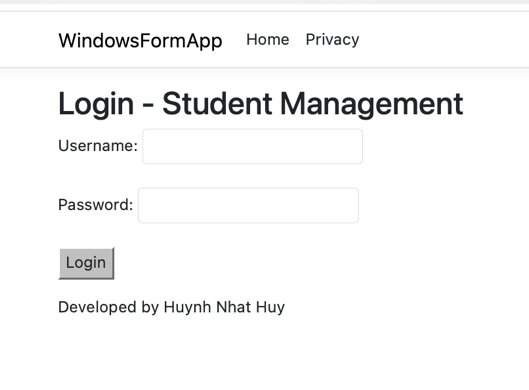 WindowsFormApp Home Privacy
Login - Student Management
Username:
Password:
Login
Developed by Huynh Nhat Huy